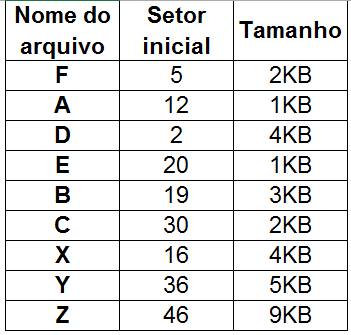 Nome do arquivo Setor inicial Tamanho
F 5 2KB
A 12 1KB
D 2 4KB
E 20 1KB
B 19 3KB
C 30 2KB
X 16 4KB
Y 36 5KB
Z 46 9KB